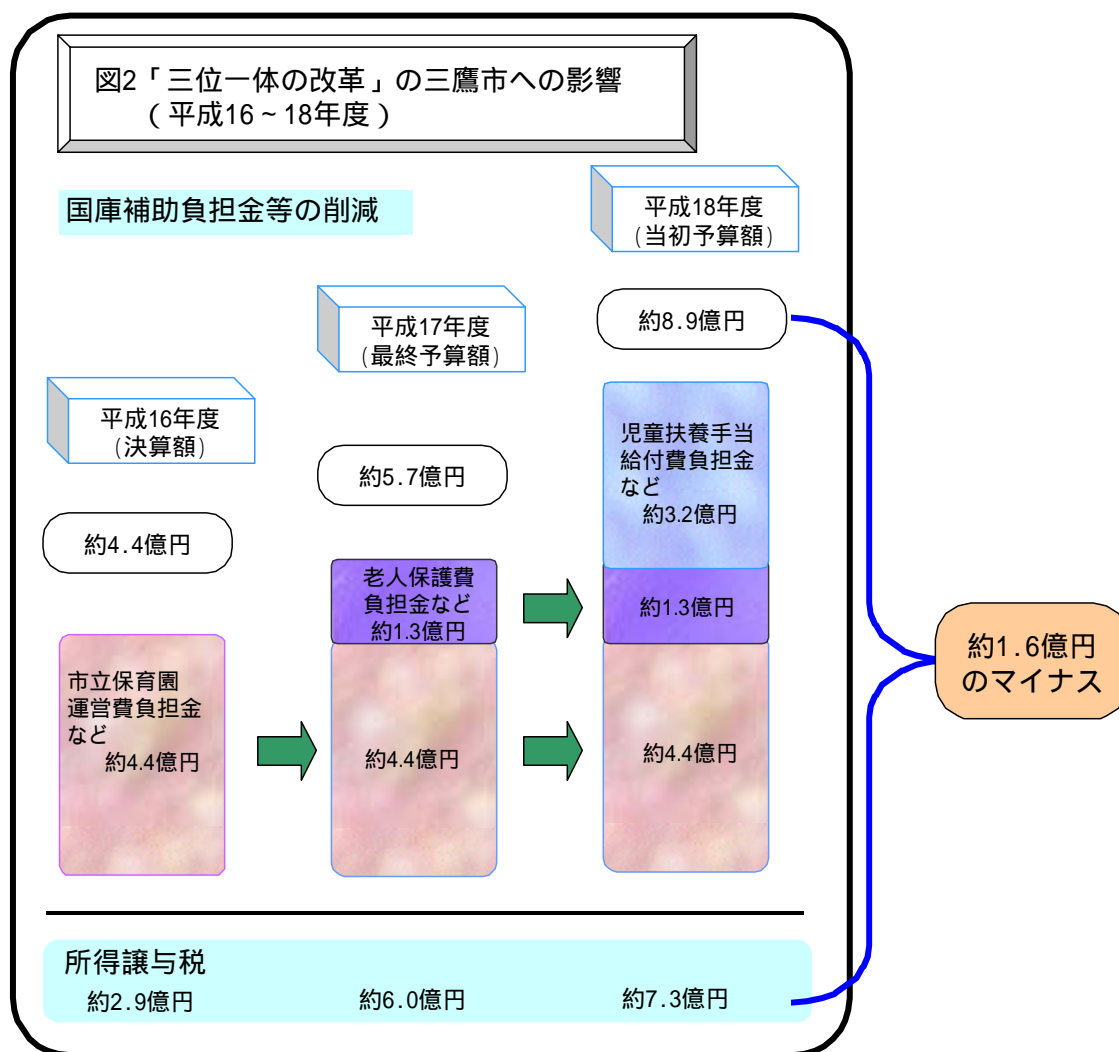 図2「三位一体の改革」の三鷹市への影響
(平成16~18年度)
国庫補助負担金等の削減
平成18年度
(当初予算額)
約8.9億円
平成17年度
(最終予算額)
約5.7億円
平成16年度
(決算額)
約4.4億円
児童扶養手当
給付費負担金
など
約3.2億円
老人保護費
負担金など
約1.3億円
約1.3億円
市立保育園
運営費負担金
など
約4.4億円
約4.4億円
約4.4億円
約1.6億円
のマイナス
所得譲与税
約2.9億円
約6.0億円
約7.3億円